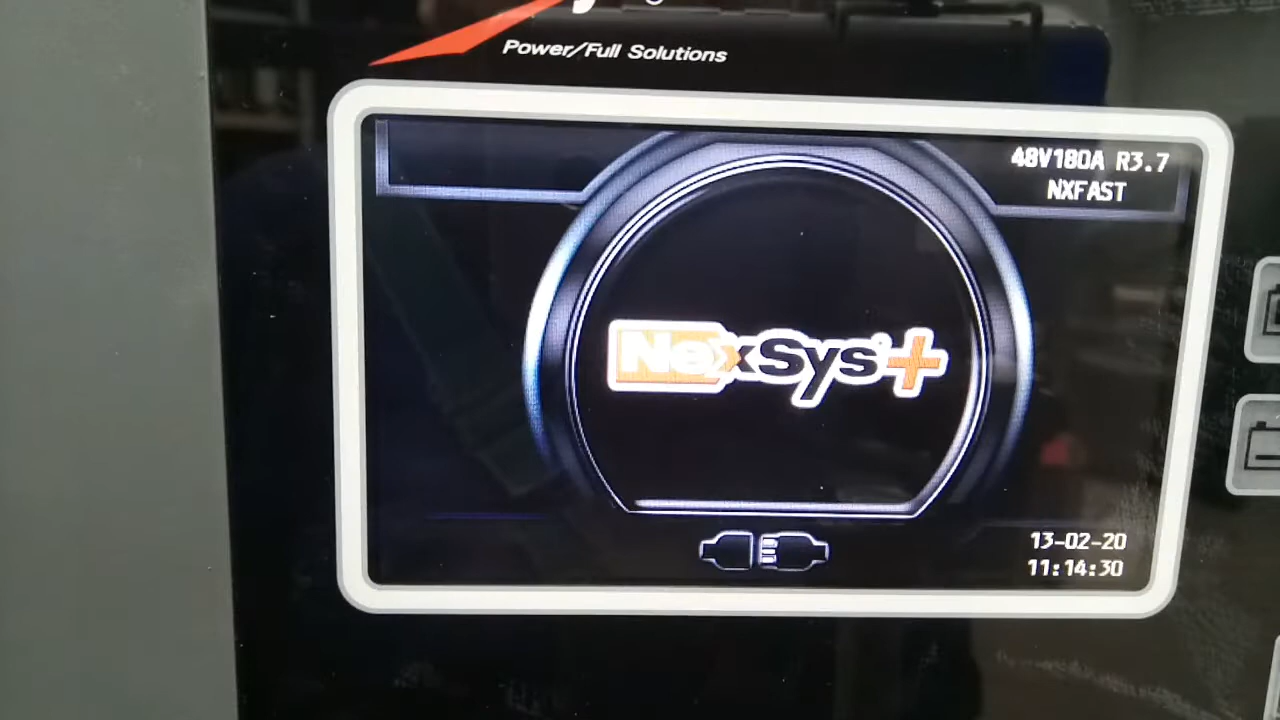 Power/Full Solutions
48V180A R3.7
NXFAST
NexSys+
13-02-20
11:14:30